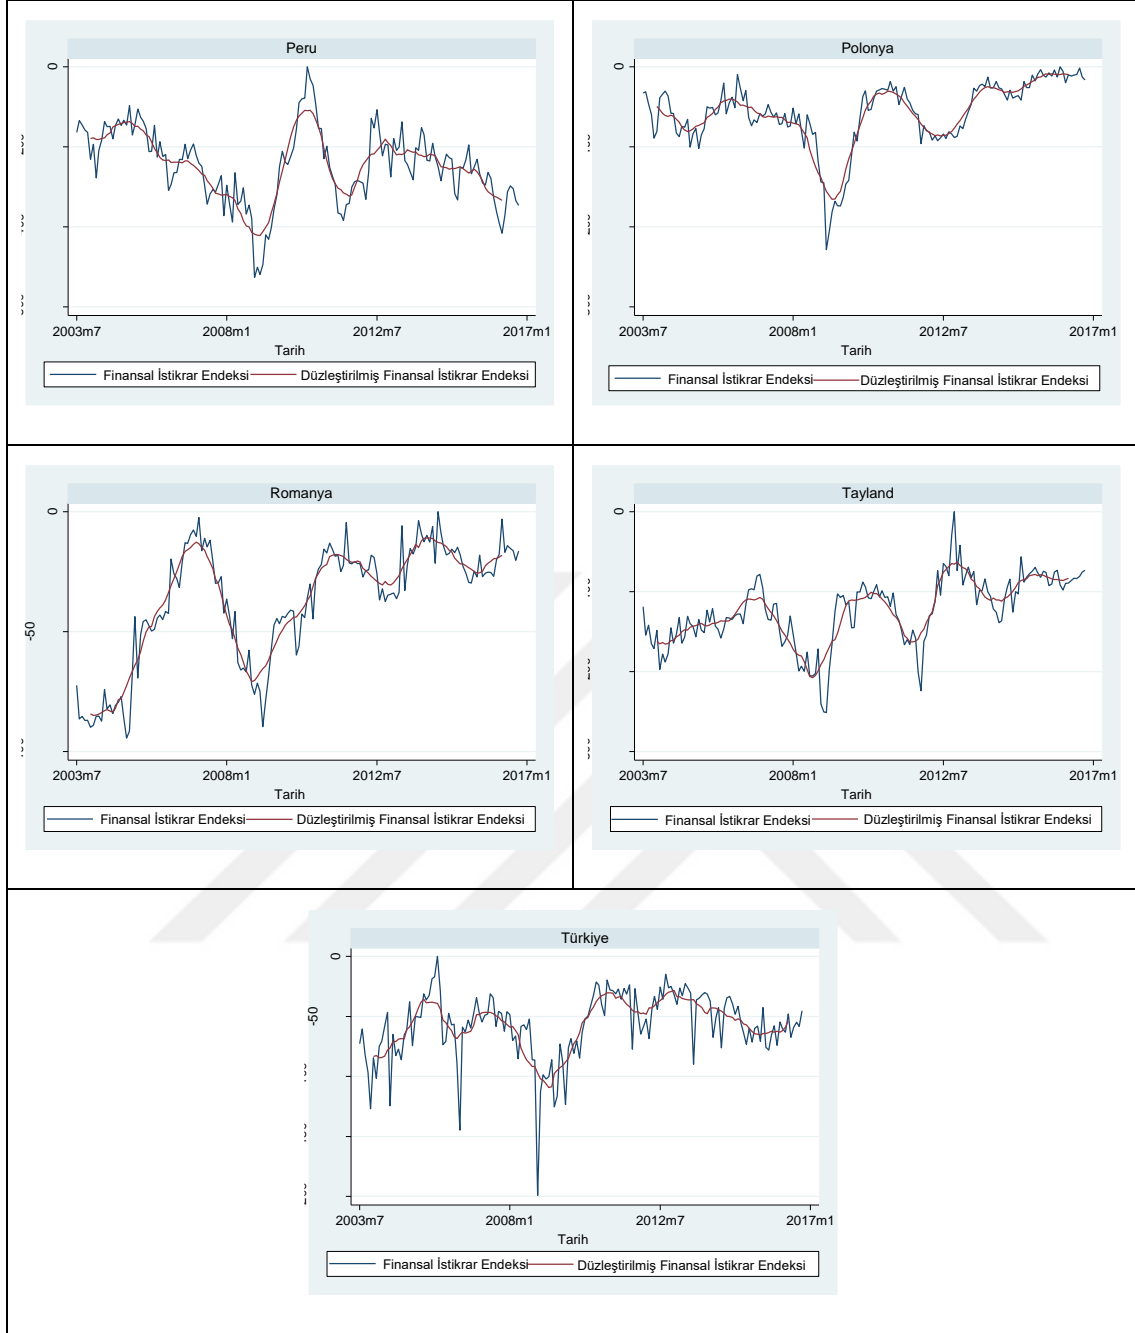 Peru
0
2003m7 2008m1 2012m7 2017m1
Tarih
Finansal İstikrar Endeksi Düzleştirilmiş Finansal İstikrar Endeksi
Polonya
0
2003m7 2008m1 2012m7 2017m1
Tarih
Finansal İstikrar Endeksi Düzleştirilmiş Finansal İstikrar Endeksi
Romanya
0
-50
2003m7 2008m1 2012m7 2017m1
Tarih
Finansal İstikrar Endeksi Düzleştirilmiş Finansal İstikrar Endeksi
Tayland
0
2003m7 2008m1 2012m7 2017m1
Tarih
Finansal İstikrar Endeksi Düzleştirilmiş Finansal İstikrar Endeksi
Türkiye
0
-50
2003m7 2008m1 2012m7 2017m1
Tarih
Finansal İstikrar Endeksi Düzleştirilmiş Finansal İstikrar Endeksi